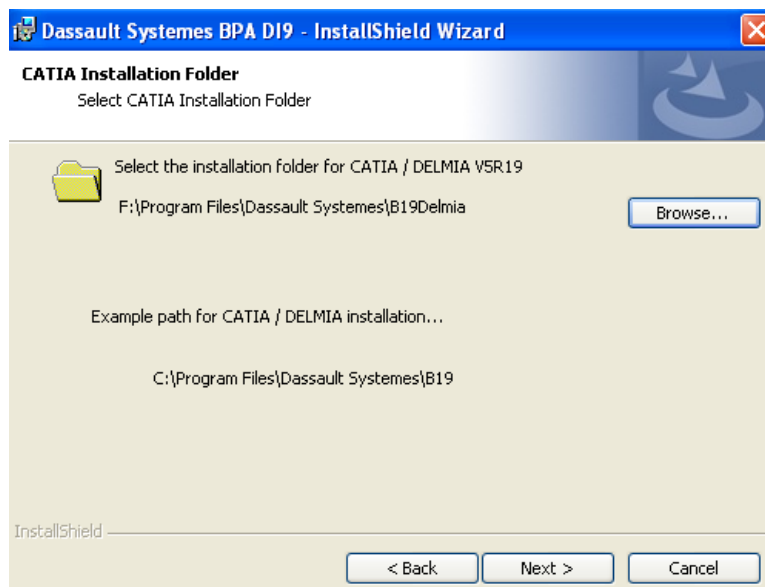 Dassault Systemes BPA DI9 - InstallShield Wizard
CATIA Installation Folder
Select CATIA Installation Folder
Select the installation folder for CATIA / DELMIA V5R19
F:\Program Files\Dassault Systemes\B19Delmia
Browse...
Example path for CATIA / DELMIA installation...
C:\Program Files\Dassault Systemes\B19
InstallShield
< Back Next > Cancel